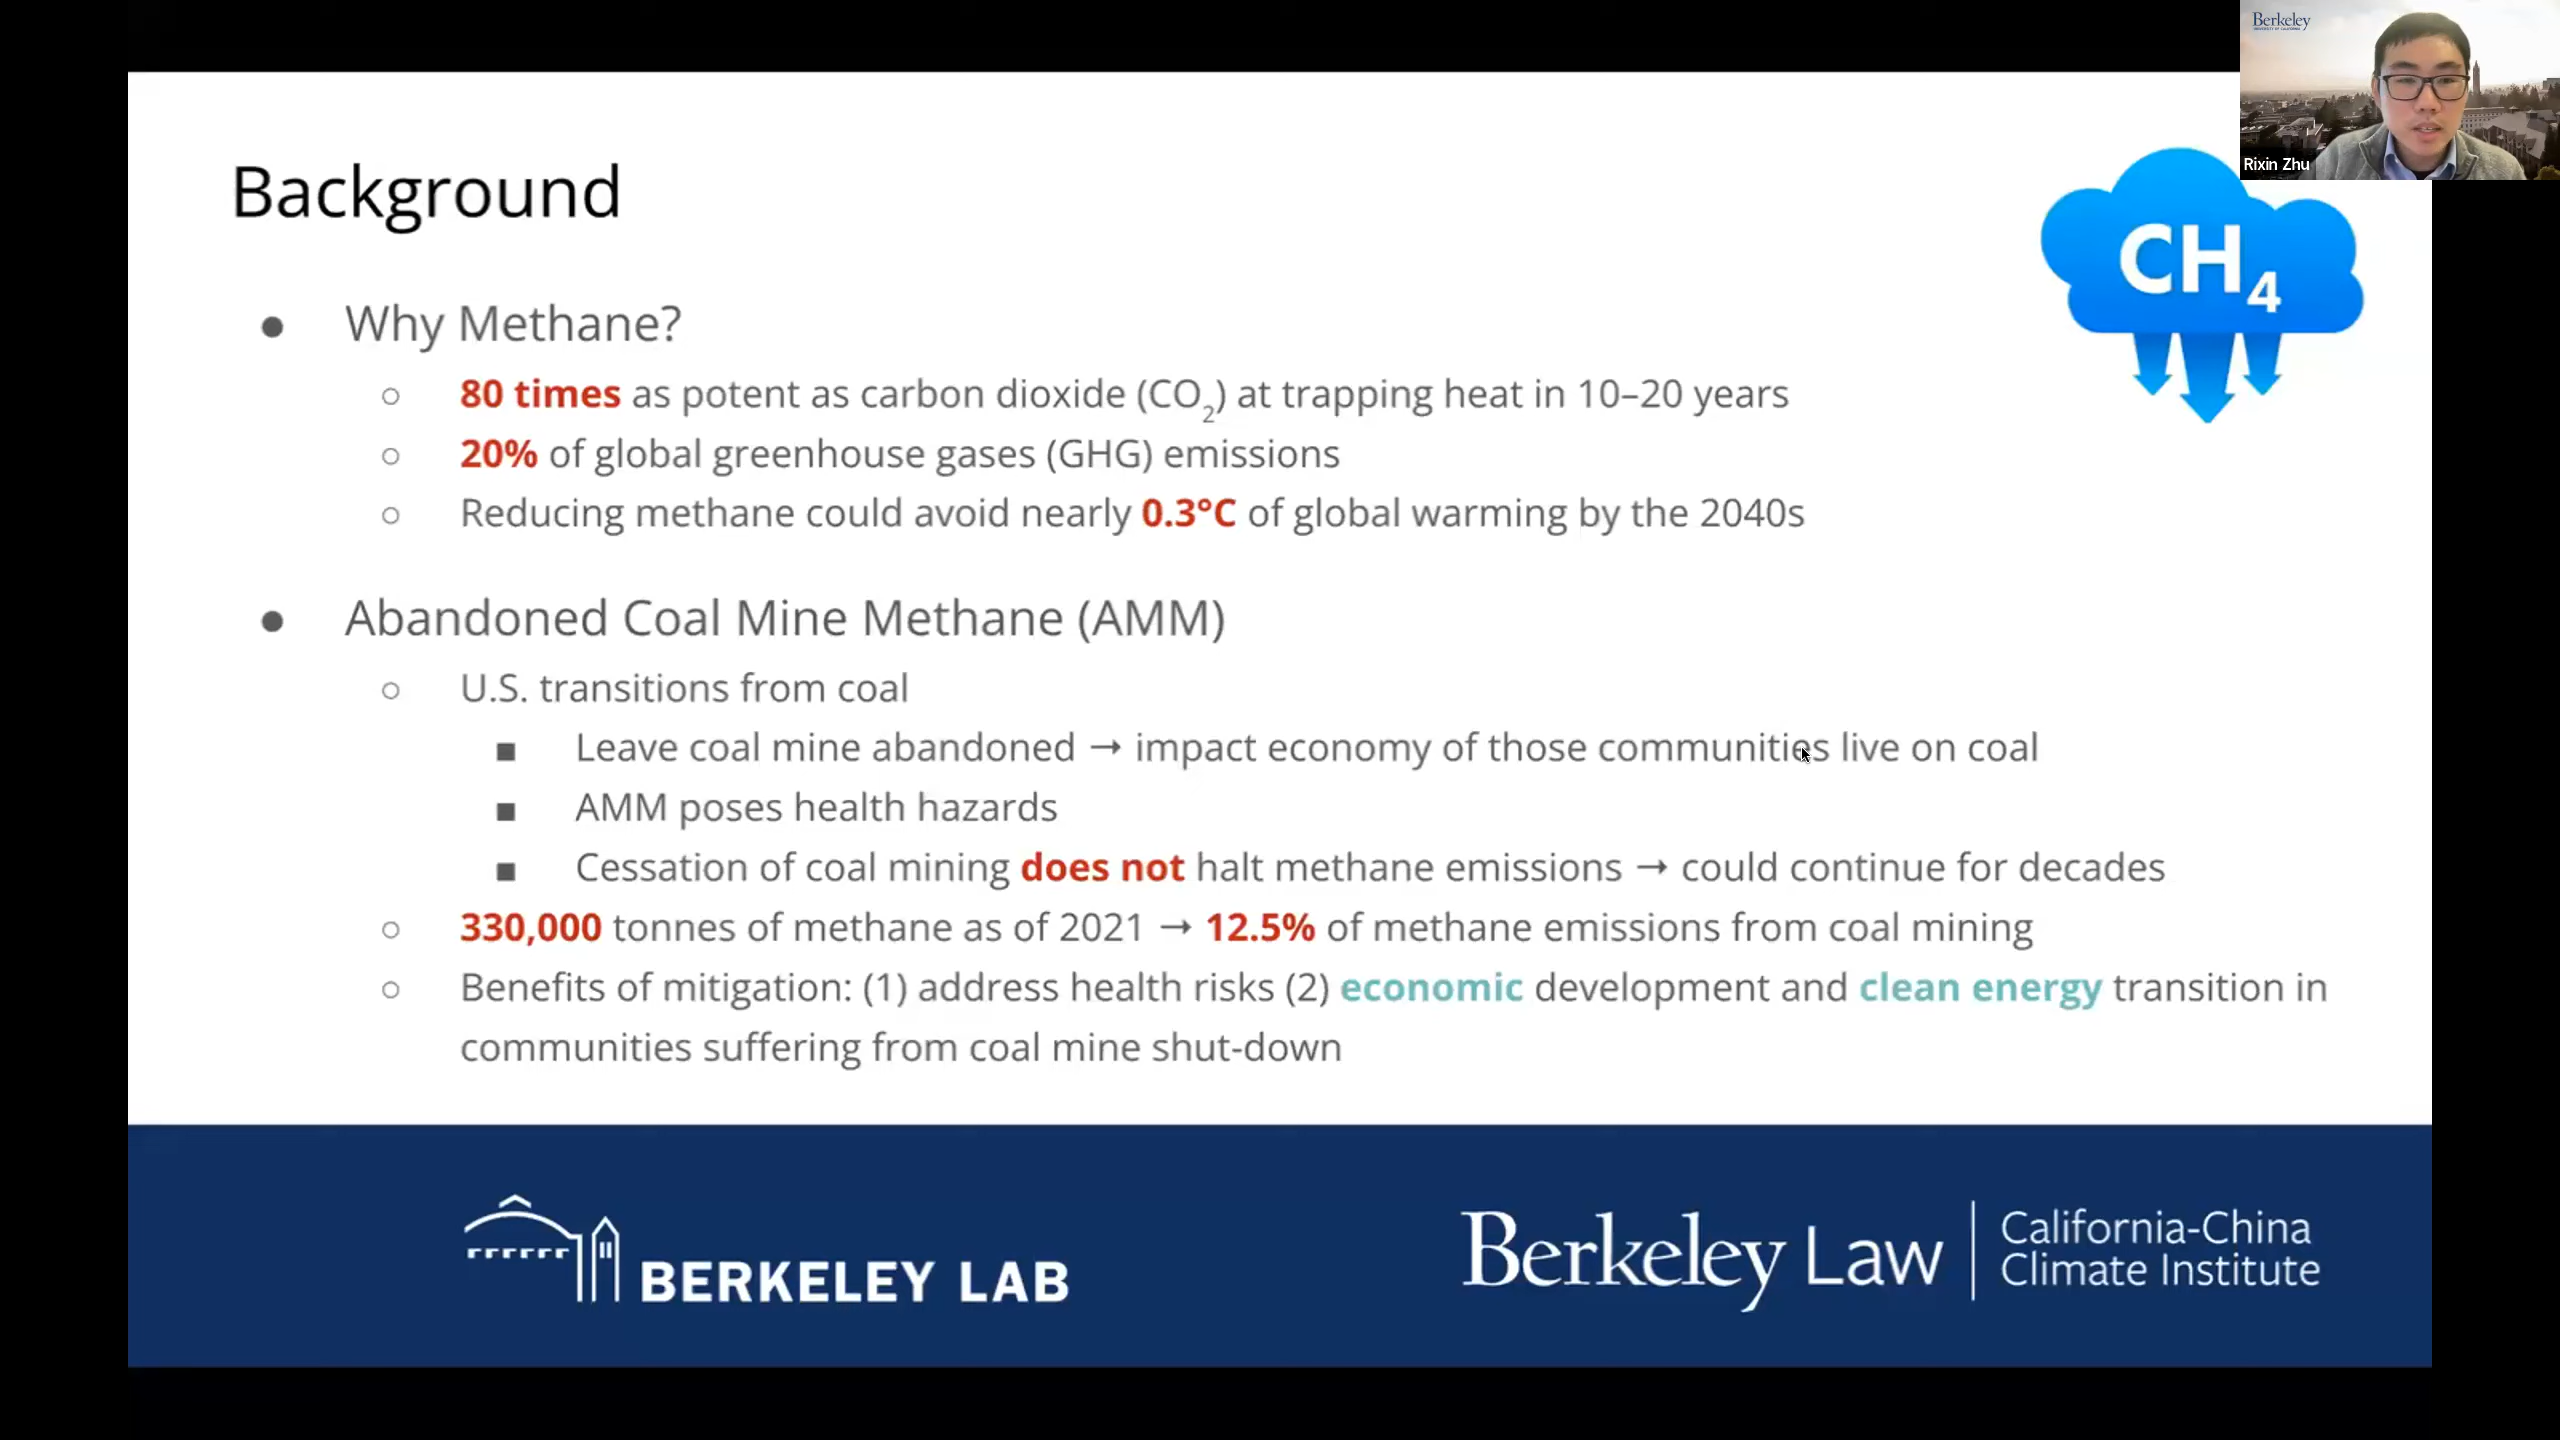 Berkeley
Rixin Zhu
Background
CH4
● Why Methane?
○ 80 times as potent as carbon dioxide (CO2) at trapping heat in 10–20 years
○ 20% of global greenhouse gases (GHG) emissions
○ Reducing methane could avoid nearly 0.3°C of global warming by the 2040s
● Abandoned Coal Mine Methane (AMM)
○ U.S. transitions from coal
■ Leave coal mine abandoned → impact economy of those communities live on coal
■ AMM poses health hazards
■ Cessation of coal mining does not halt methane emissions → could continue for decades
○ 330,000 tonnes of methane as of 2021 → 12.5% of methane emissions from coal mining
○ Benefits of mitigation: (1) address health risks (2) economic development and clean energy transition in
communities suffering from coal mine shut-down
BERKELEY LAB
Berkeley Law
California-China
Climate Institute